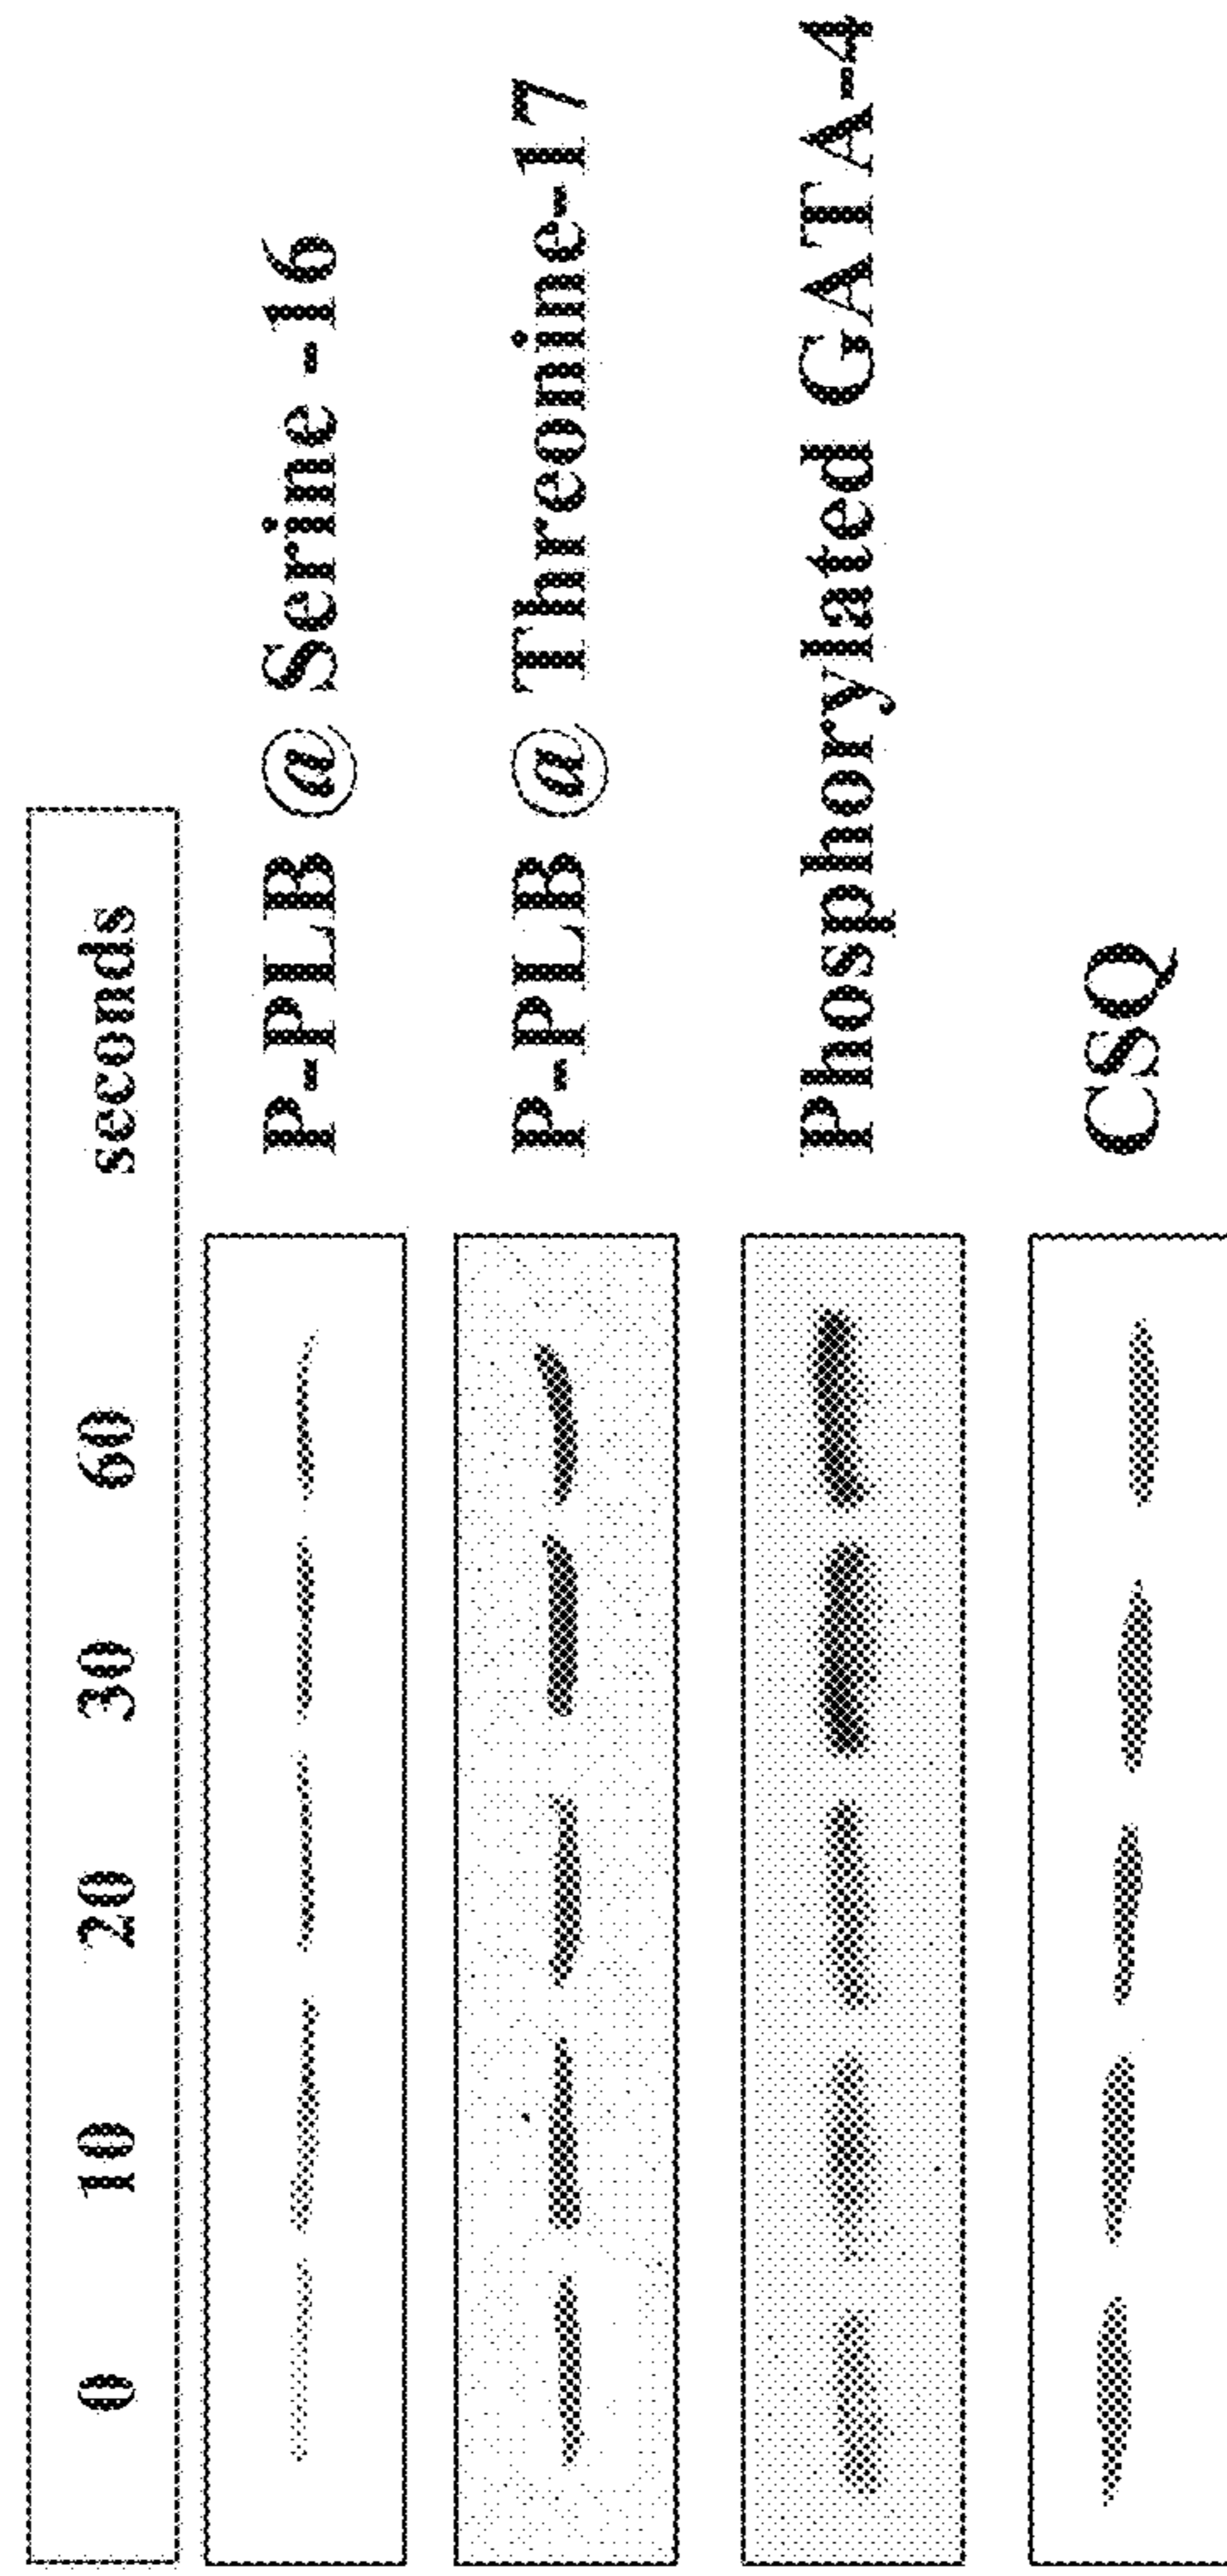 0 10 20 30 60 seconds
P-PLB @ Serine -16
P-PLB @ Threonine-17
Phosphorylated GATA-4
CSQ